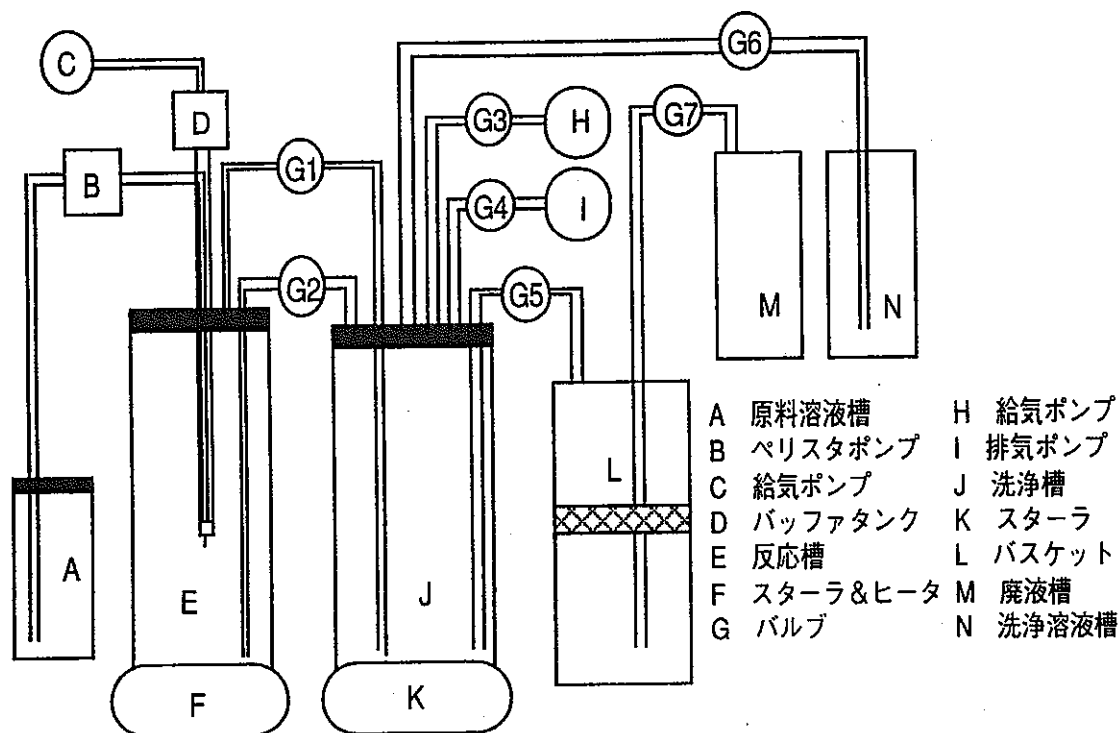 C
G6
D
G3
H
G7
G1
B
G4
I
G2
G5
M
N
L
A
E
J
F
K
A 原料溶液槽
B ペリスタポンプ
C 給気ポンプ
D バッファタンク
E 反応槽
F スターラ&ヒータ
G バルブ
H 給気ポンプ
I 排気ポンプ
J 洗浄槽
K スターラ
L バスケット
M 廃液槽
N 洗浄溶液槽